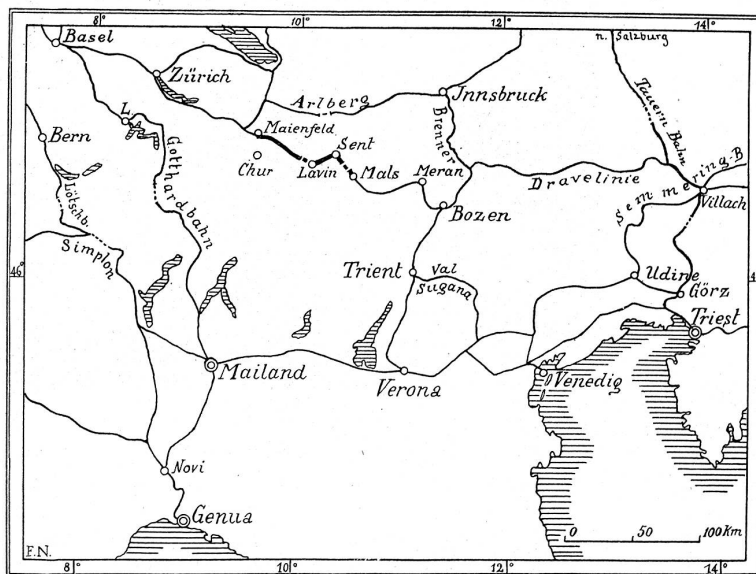 8°
10°
14°
n. Salzburg
Basel
Zürich
L.
Arlberg
Innsbruck
Tauern Bahn
Bern
Maienfeld
Brenner
Sent
Chur
Lavin
Mals
Meran
Dravelinie
Semmering-B
Villach
Lötschb.
Gotthardbahn
Bozen
Simplon
46°
Trient
Val
Sugana
Udine
Görz
Triest
Mailand
Verona
Venedig
Novi
Genua
0 50 100 Km
F.N.
8°
10°
12°
14°